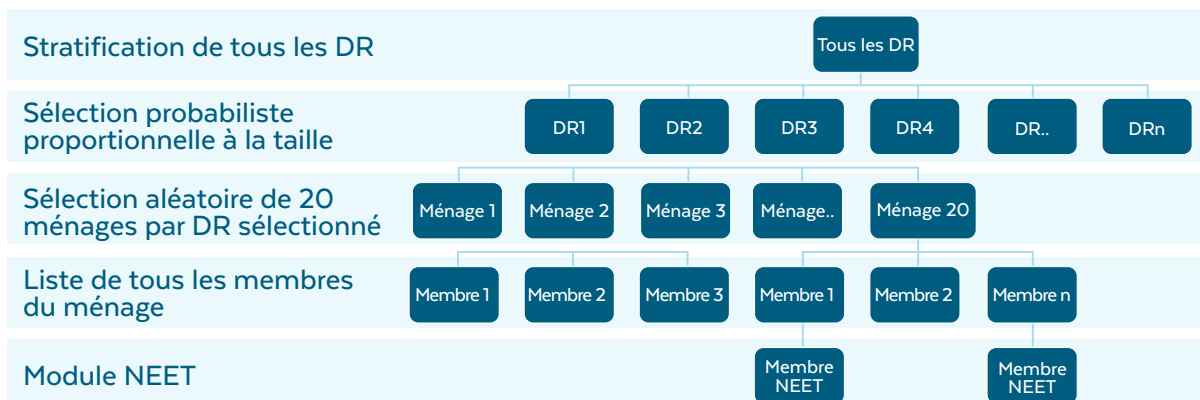 Stratification de tous les DR
Tous les DR
Sélection probabiliste
proportionnelle à la taille
DR1
DR2
DR3
DR4
DR..
DRn
Sélection aléatoire de 20
ménages par DR sélectionné
Ménage 1
Ménage 2
Ménage 3
Ménage..
Ménage 20
Liste de tous les membres
du ménage
Membre 1
Membre 2
Membre 3
Membre 1
Membre 2
Membre n
Module NEET
Membre
NEET
Membre
NEET